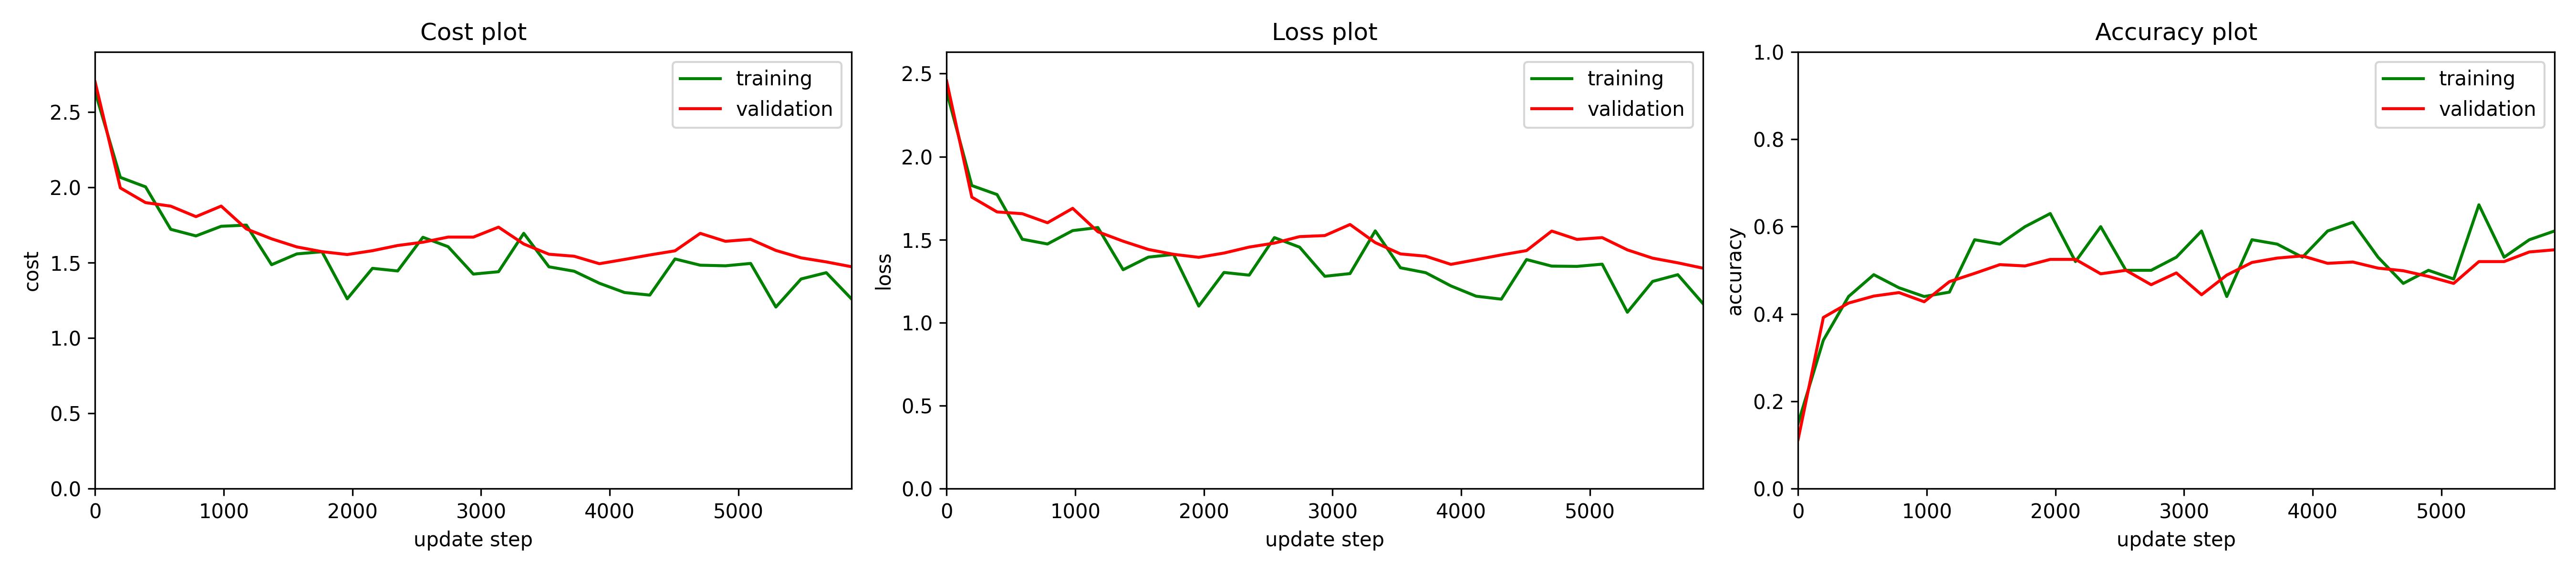 Cost plot
cost
2.5
2.0
1.5
1.0
0.5
0.0
training
validation
0 1000 2000 3000 4000 5000
update step
Loss plot
loss
2.5
2.0
1.5
1.0
0.5
0.0
training
validation
0 1000 2000 3000 4000 5000
update step
Accuracy plot
accuracy
1.0
0.8
0.6
0.4
0.2
0.0
training
validation
0 1000 2000 3000 4000 5000
update step